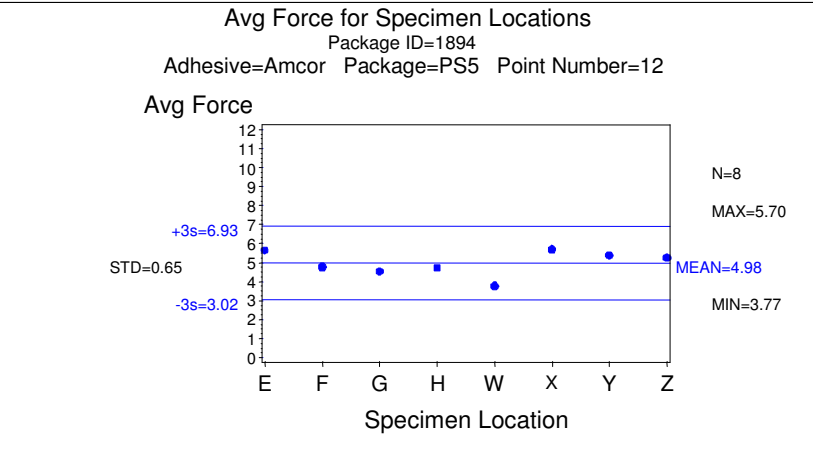 Avg Force for Specimen Locations
Package ID=1894
Adhesive=Amcor Package=PS5 Point Number=12
Avg Force
12
11
10
9
8
7
6
5
4
3
2
1
0
+3s=6.93
STD=0.65
-3s=3.02
N=8
MAX=5.70
MEAN=4.98
MIN=3.77
E F G H W X Y Z
Specimen Location